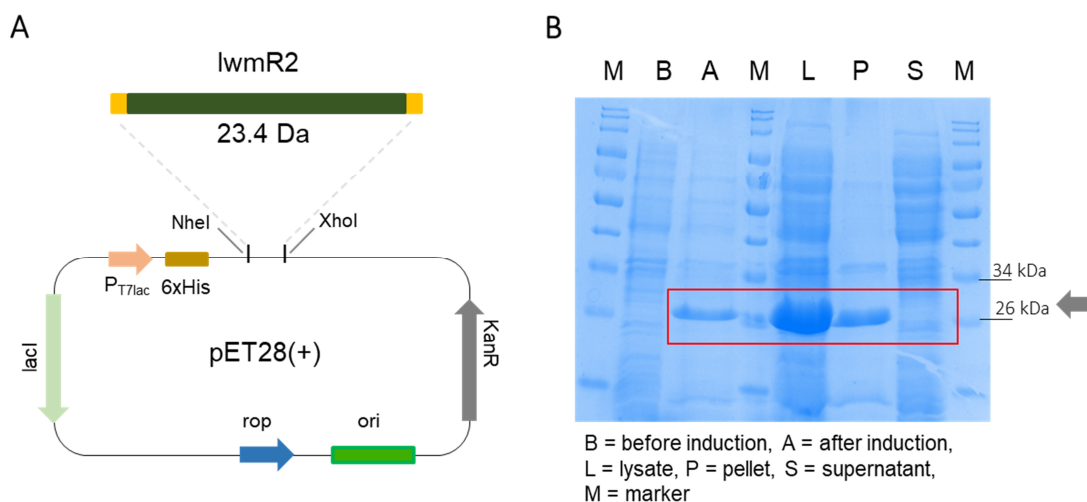 A
lwmR2
23.4 Da
NheI
XhoI
P_T7lac
6xHis
lacI
pET28(+)
KanR
rop
ori
B
M B A M L P S M
34 kDa
26 kDa
B = before induction, A = after induction,
L = lysate, P = pellet, S = supernatant,
M = marker